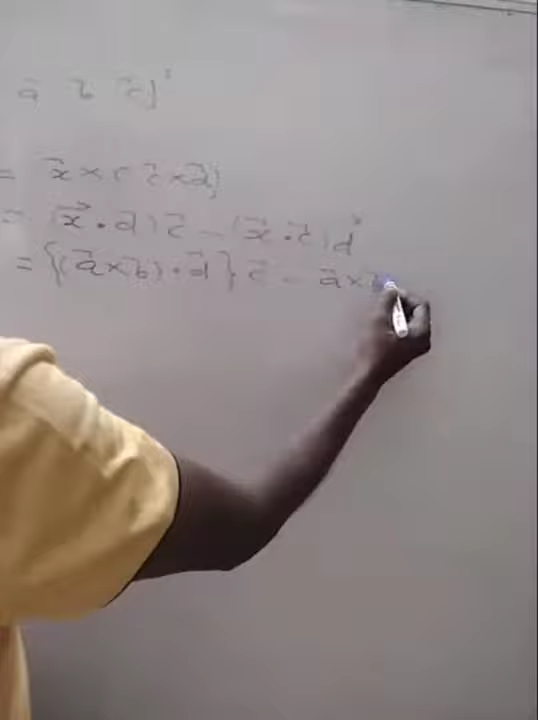 a⃗ b⃗ c⃗]²
= x⃗ × (c⃗ × d⃗)
= (x⃗ · d⃗) c⃗ − (x⃗ · c⃗) d⃗
= {(a⃗ × b⃗) · d⃗} c⃗ − a⃗ × b